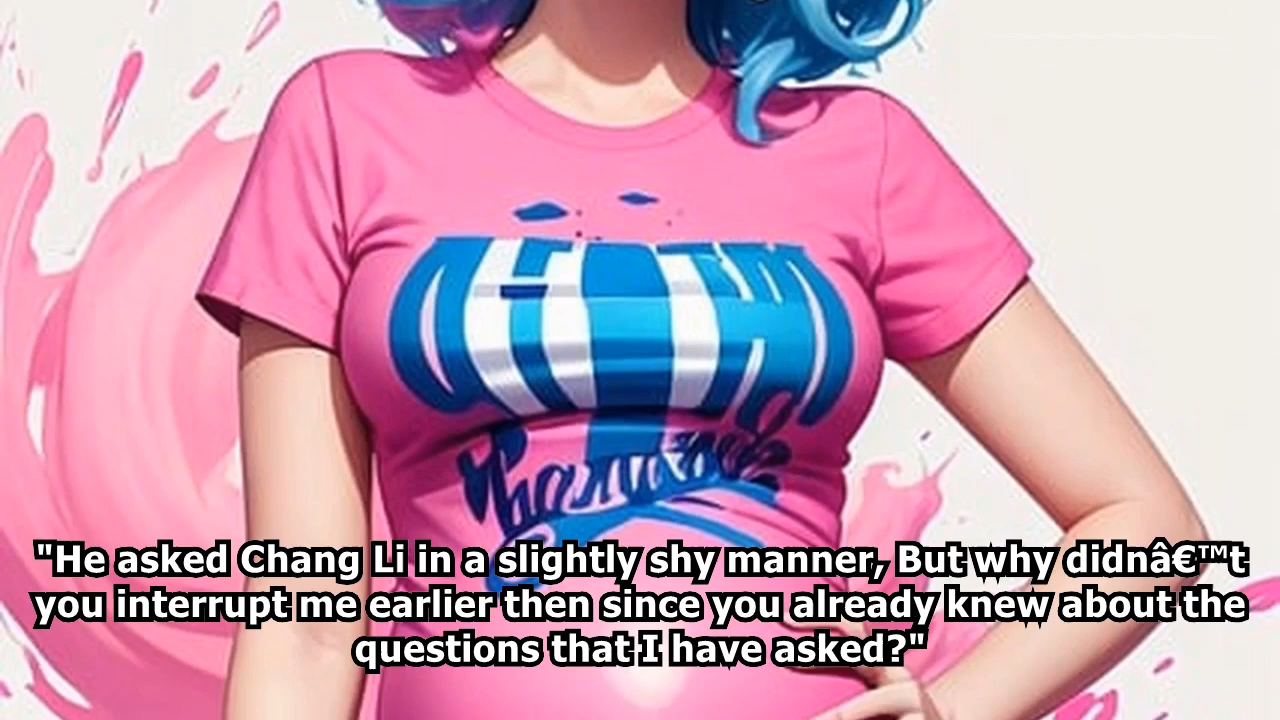 "He asked Chang Li in a slightly shy manner, But why didnâ€™t
you interrupt me earlier then since you already knew about the
questions that I have asked?"